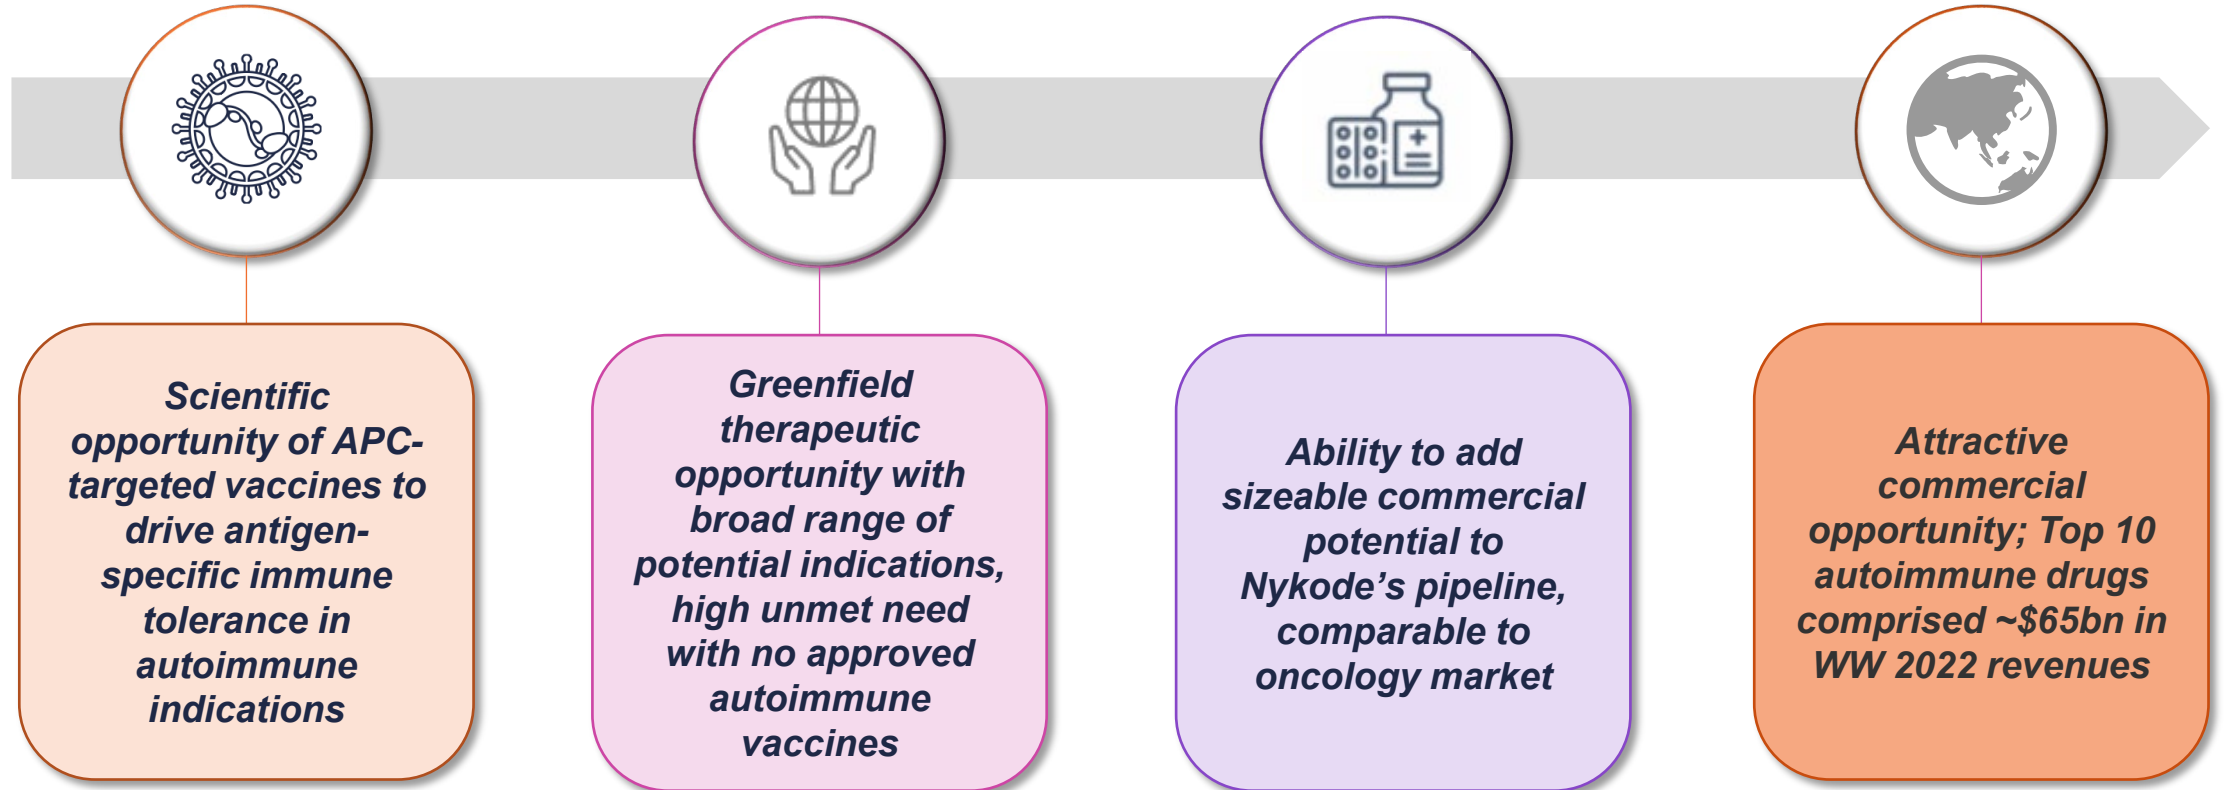 Scientific
opportunity of APC-
targeted vaccines to
drive antigen-
specific immune
tolerance in
autoimmune
indications
Greenfield
therapeutic
opportunity with
broad range of
potential indications,
high unmet need
with no approved
autoimmune
vaccines
Ability to add
sizeable commercial
potential to
Nykode’s pipeline,
comparable to
oncology market
Attractive
commercial
opportunity; Top 10
autoimmune drugs
comprised ~$65bn in
WW 2022 revenues